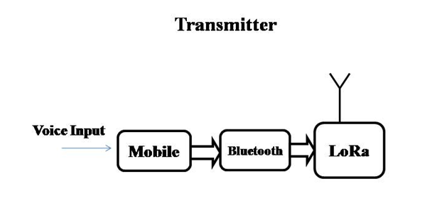 Transmitter
Voice Input
Mobile
Bluetooth
LoRa